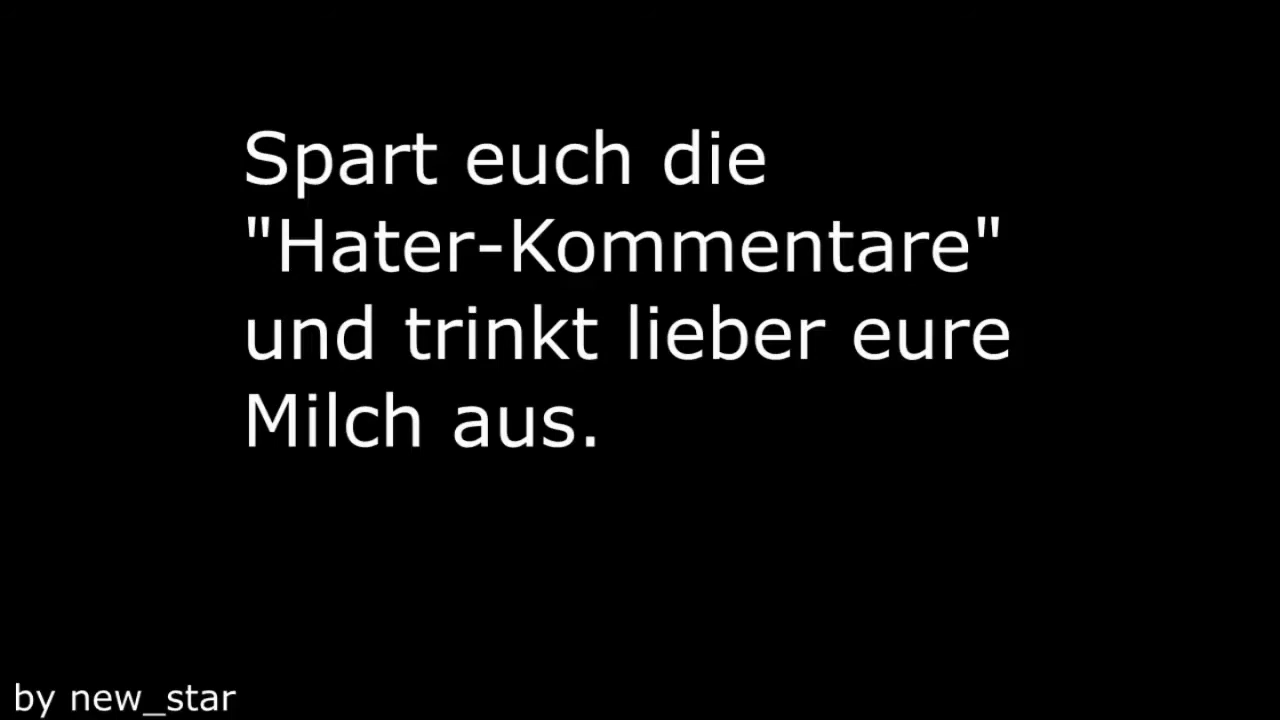 Spart euch die
"Hater-Kommentare"
und trinkt lieber eure
Milch aus.
by new_star